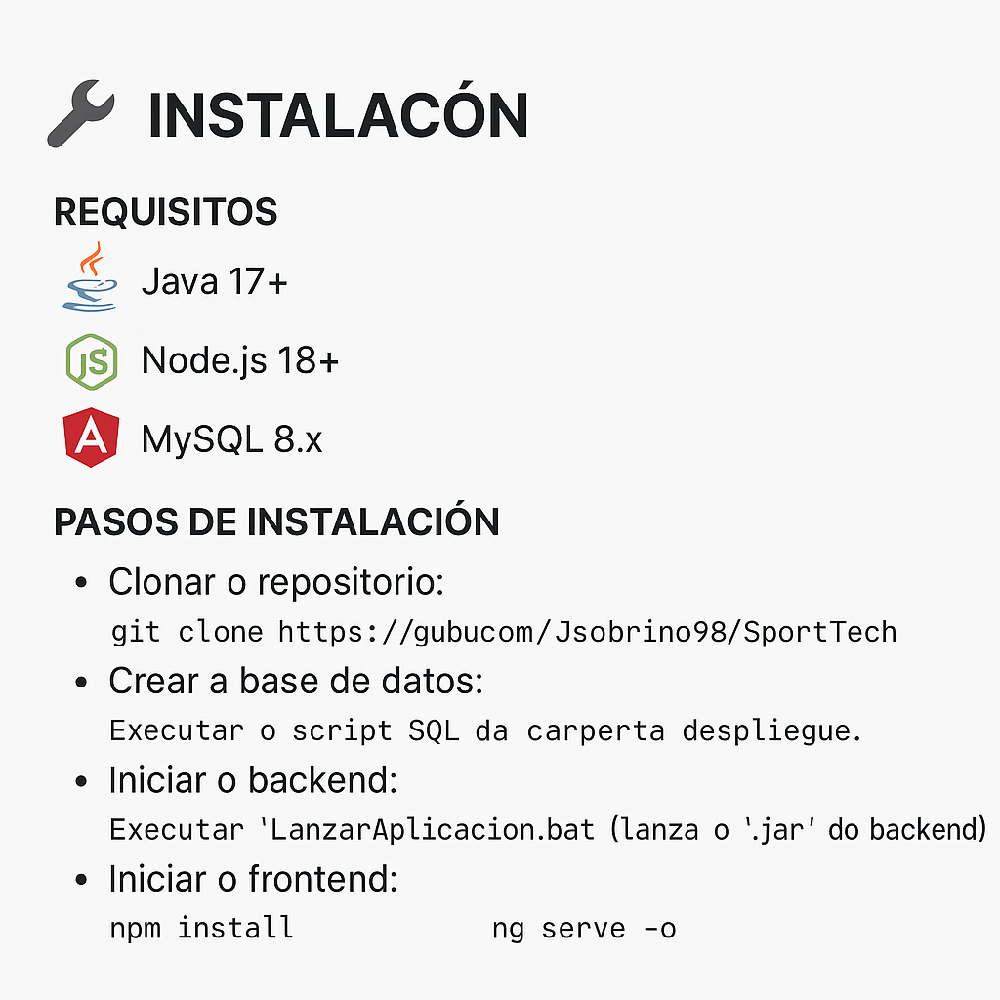 INSTALACÓN
REQUISITOS
Java 17+
JS Node.js 18+
A MySQL 8.x
PASOS DE INSTALACIÓN
• Clonar o repositorio:
git clone https://gubucom/Jsobrino98/SportTech
• Crear a base de datos:
Executar o script SQL da carperta despliegue.
• Iniciar o backend:
Executar 'LanzarAplicacion.bat (lanza o '.jar' do backend)
• Iniciar o frontend:
npm install ng serve -o